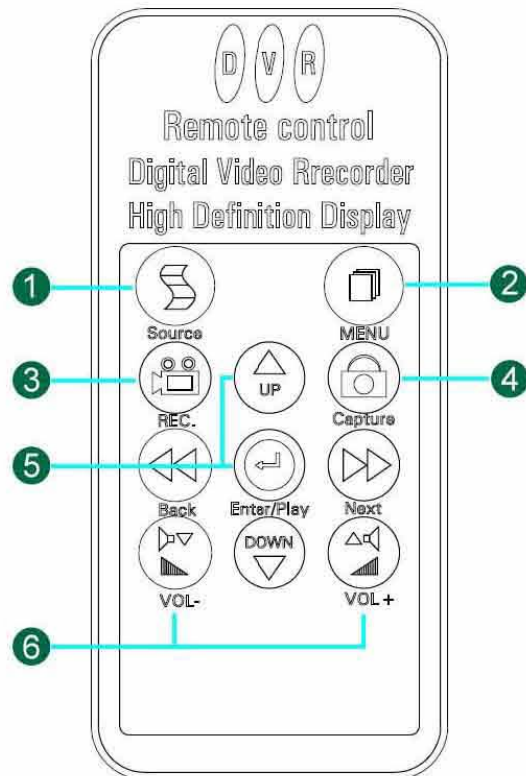 D V R
Remote control
Digital Video Rrecorder
High Definition Display
1
2
Source
MENU
3
4
UP
REC.
Capture
5
Back
Enter/Play
Next
DOWN
VOL-
VOL+
6